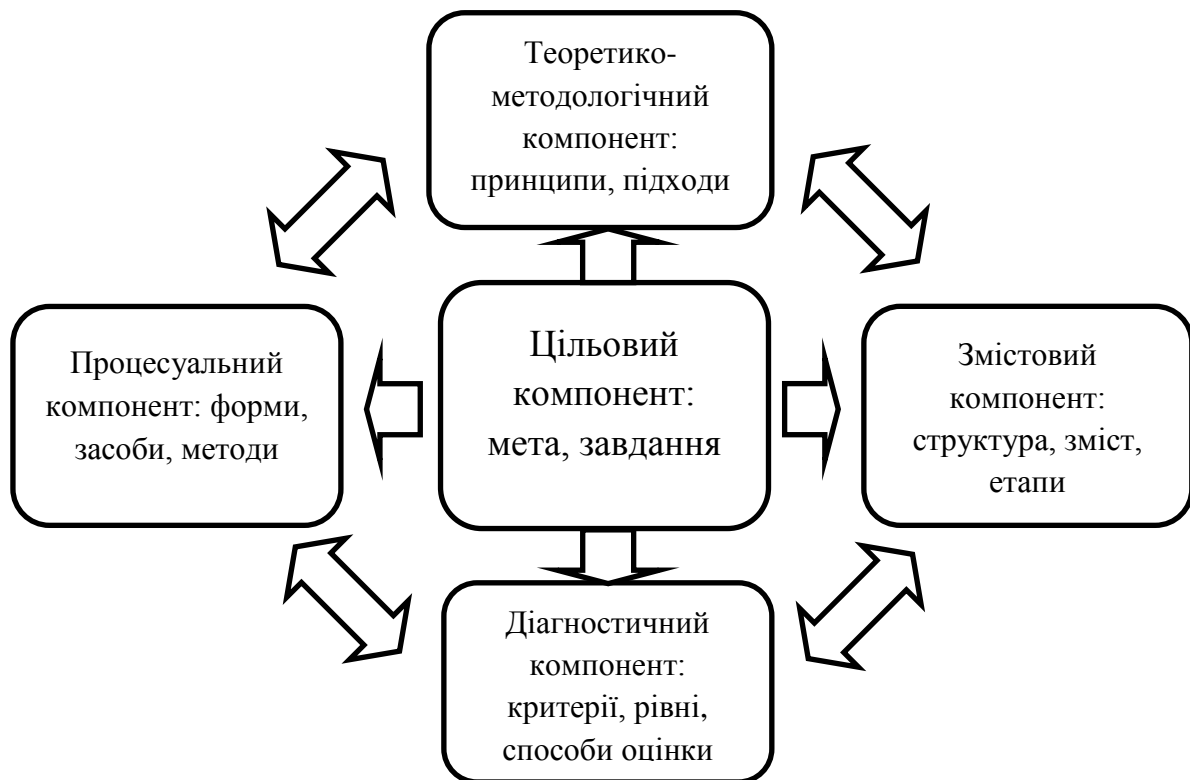 Теоретико-
методологічний
компонент:
принципи, підходи
Процесуальний
компонент: форми,
засоби, методи
Цільовий
компонент:
мета, завдання
Змістовий
компонент:
структура, зміст,
етапи
Діагностичний
компонент:
критерії, рівні,
способи оцінки